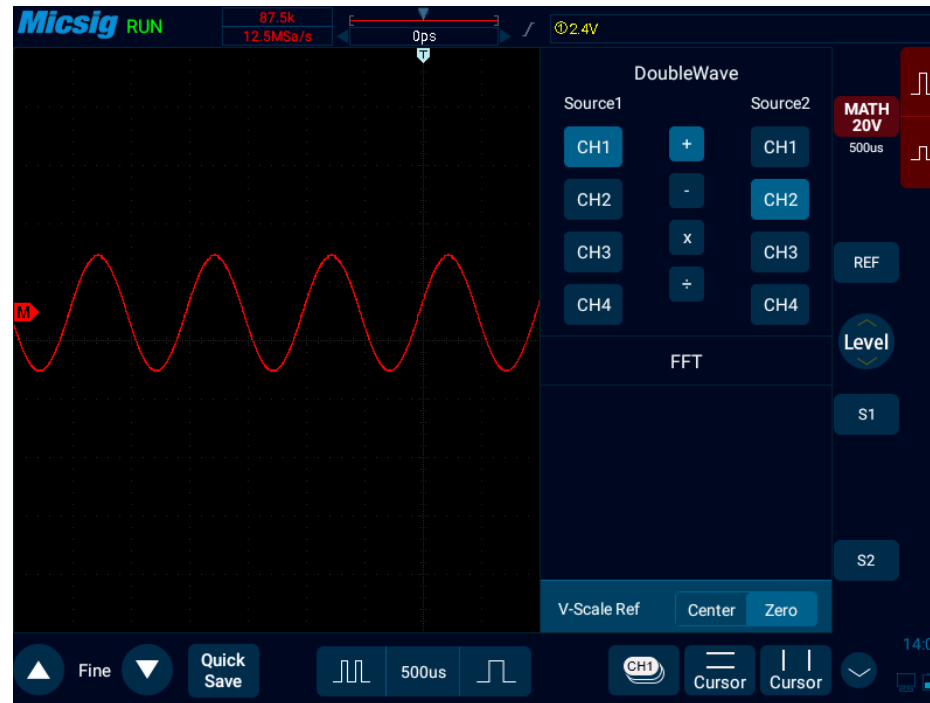 Micsig RUN 87.5k
12.5MSa/s
0ps
①2.4V
T
DoubleWave
Source1 Source2
CH1 + CH1
CH2 - CH2
CH3 x CH3
CH4 ÷ CH4
FFT
V-Scale Ref Center Zero
M
MATH
20V
500us
REF
Level
S1
S2
Fine
Quick
Save
500us
CH1
Cursor
Cursor